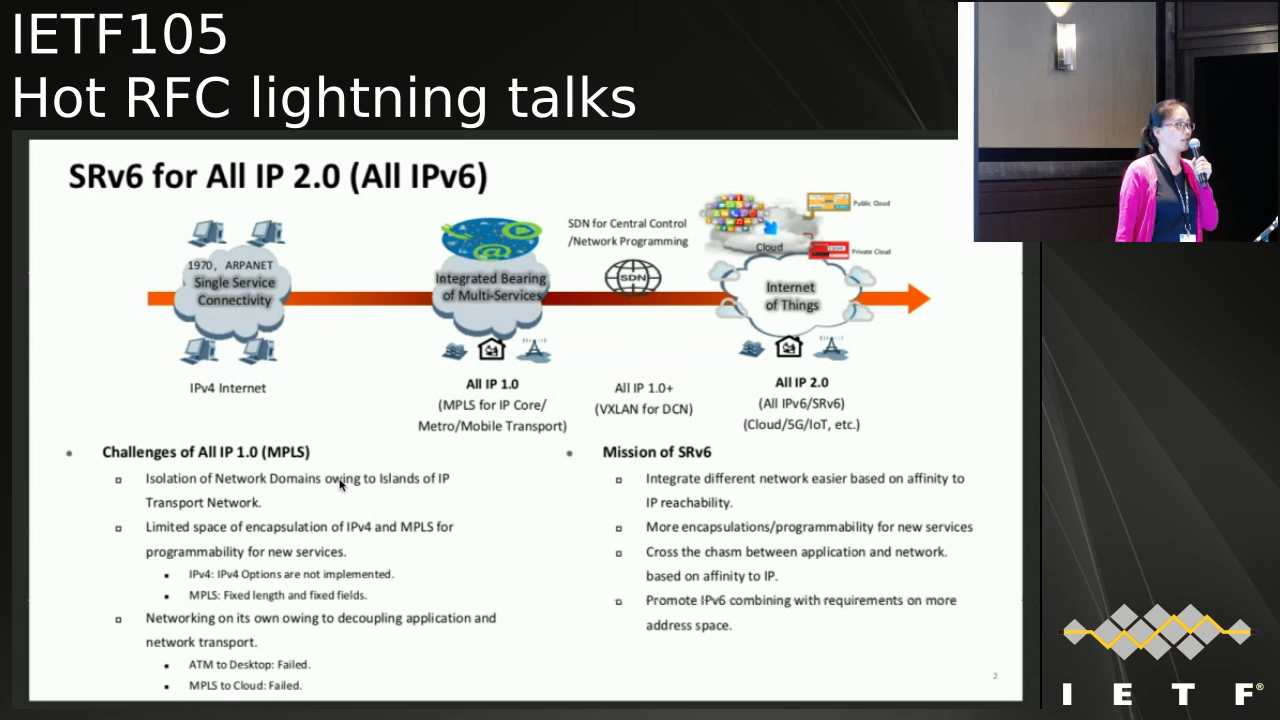 IETF105
Hot RFC lightning talks
SRv6 for All IP 2.0 (All IPv6)
1970, ARPANET
Single Service
Connectivity
IPv4 Internet
Integrated Bearing
of Multi-Services
All IP 1.0
(MPLS for IP Core/
Metro/Mobile Transport)
SDN for Central Control
/Network Programming
SDN
All IP 1.0+
(VXLAN for DCN)
Public Cloud
Cloud
Private Cloud
Internet
of Things
All IP 2.0
(All IPv6/SRv6)
(Cloud/5G/IoT, etc.)
Challenges of All IP 1.0 (MPLS)
Isolation of Network Domains owing to Islands of IP
Transport Network.
Limited space of encapsulation of IPv4 and MPLS for
programmability for new services.
IPv4: IPv4 Options are not implemented.
MPLS: Fixed length and fixed fields.
Networking on its own owing to decoupling application and
network transport.
ATM to Desktop: Failed.
MPLS to Cloud: Failed.
Mission of SRv6
Integrate different network easier based on affinity to
IP reachability.
More encapsulations/programmability for new services
Cross the chasm between application and network.
based on affinity to IP.
Promote IPv6 combining with requirements on more
address space.
2
I E T F®